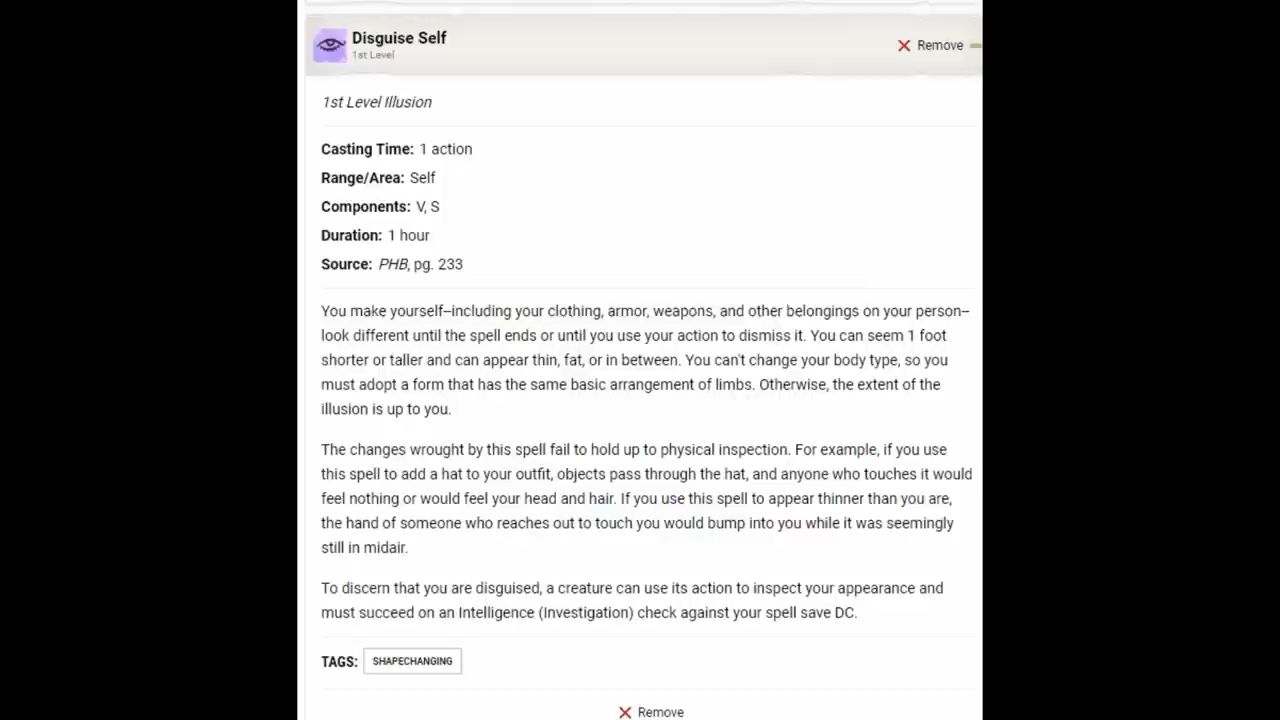 Disguise Self
1st Level
Remove
1st Level Illusion
Casting Time: 1 action
Range/Area: Self
Components: V, S
Duration: 1 hour
Source: PHB, pg. 233
You make yourself–including your clothing, armor, weapons, and other belongings on your person–
look different until the spell ends or until you use your action to dismiss it. You can seem 1 foot
shorter or taller and can appear thin, fat, or in between. You can't change your body type, so you
must adopt a form that has the same basic arrangement of limbs. Otherwise, the extent of the
illusion is up to you.
The changes wrought by this spell fail to hold up to physical inspection. For example, if you use
this spell to add a hat to your outfit, objects pass through the hat, and anyone who touches it would
feel nothing or would feel your head and hair. If you use this spell to appear thinner than you are,
the hand of someone who reaches out to touch you would bump into you while it was seemingly
still in midair.
To discern that you are disguised, a creature can use its action to inspect your appearance and
must succeed on an Intelligence (Investigation) check against your spell save DC.
TAGS: SHAPECHANGING
Remove